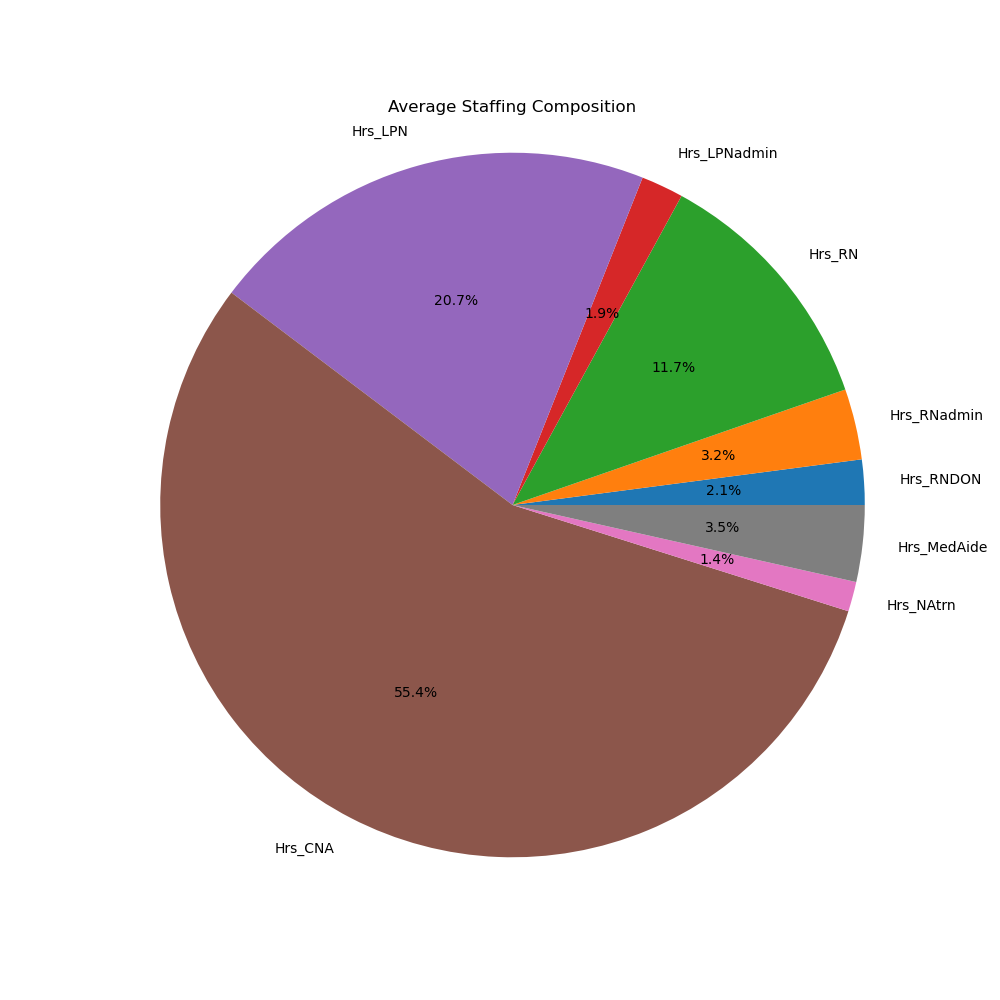 Average Staffing Composition
Hrs_LPN
Hrs_LPNadmin
Hrs_RN
20.7%
1.9%
11.7%
Hrs_RNadmin
3.2%
Hrs_RNDON
2.1%
3.5%
Hrs_MedAide
1.4%
Hrs_NAtrn
55.4%
Hrs_CNA